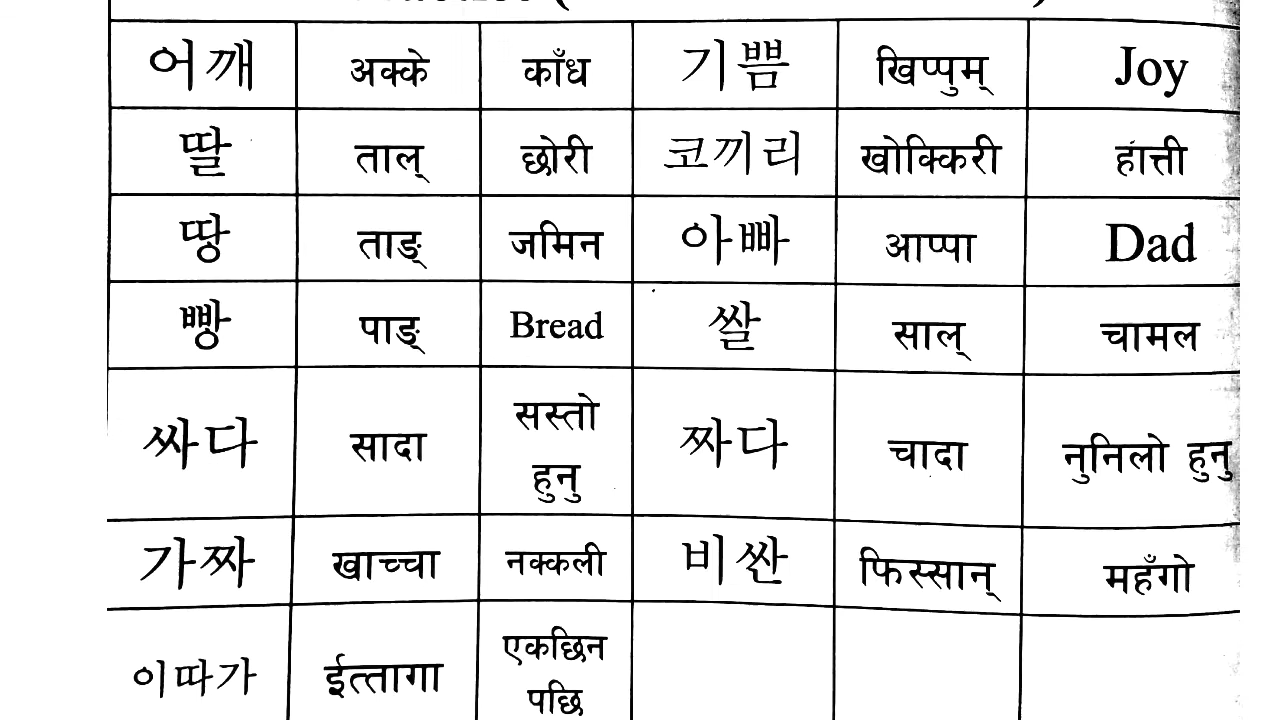 어깨 अक्के काँध 기쁨 खिप्पुम् Joy
딸 ताल् छोरी 코끼리 खोक्किरी हात्ती
땅 ताङ् जमिन 아빠 आप्पा Dad
빵 पाङ् Bread 쌀 साल् चामल
싸다 सादा सस्तो हुनु 짜다 चादा नुनिलो हुनु
가짜 खाच्चा नक्कली 비싼 फिस्सान् महँगो
이따가 ईत्तागा एकछिन पछि